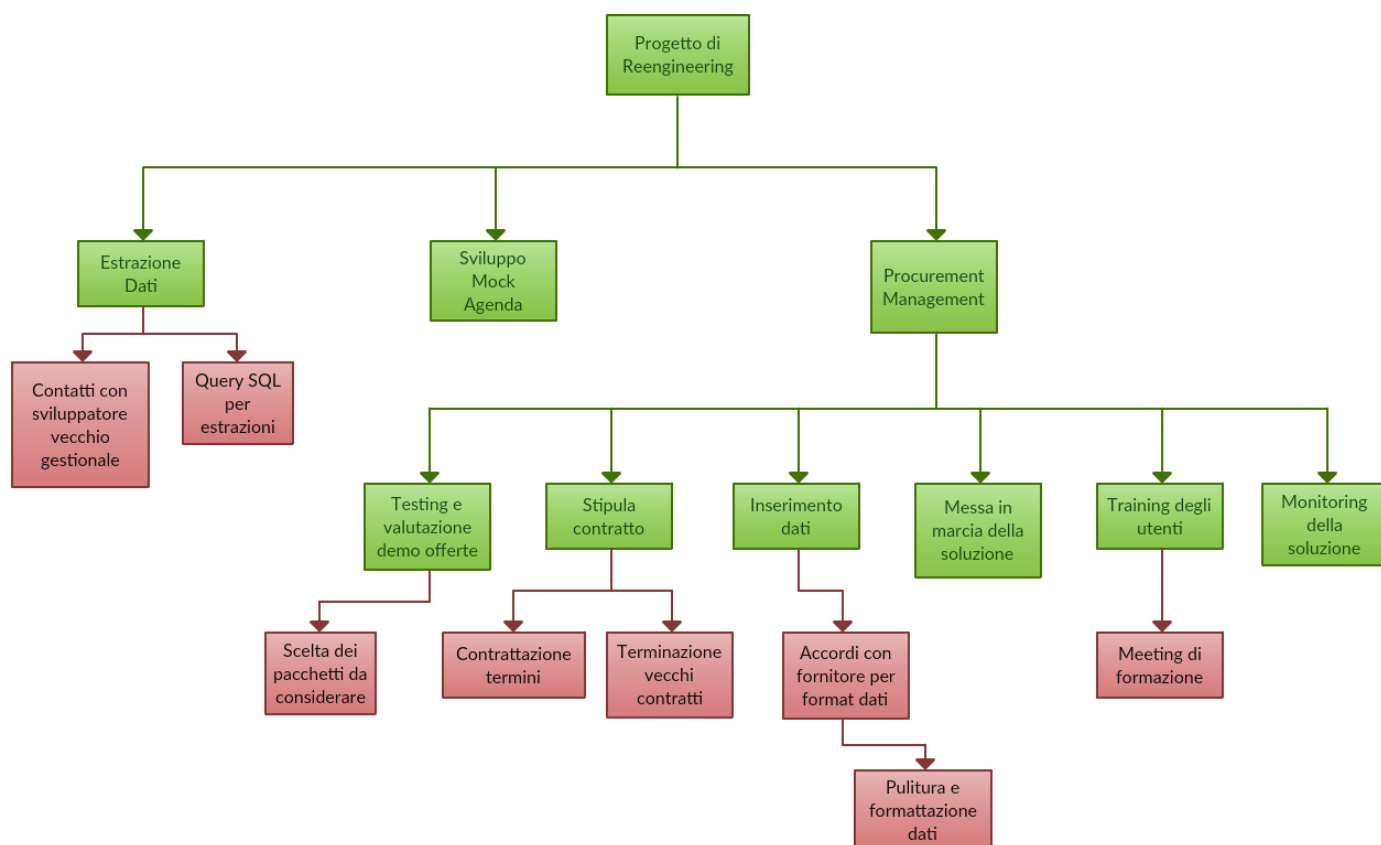 Progetto di
Reengineering
Estrazione
Dati
Sviluppo
Mock
Agenda
Procurement
Management
Contatti con
sviluppatore
vecchio
gestionale
Query SQL
per
estrazioni
Testing e
valutazione
demo offerte
Stipula
contratto
Inserimento
dati
Messa in
marcia della
soluzione
Training degli
utenti
Monitoring
della
soluzione
Scelta dei
pacchetti da
considerare
Contrattazione
termini
Terminazione
vecchi
contratti
Accordi con
fornitore per
format dati
Meeting di
formazione
Pulitura e
formattazione
dati